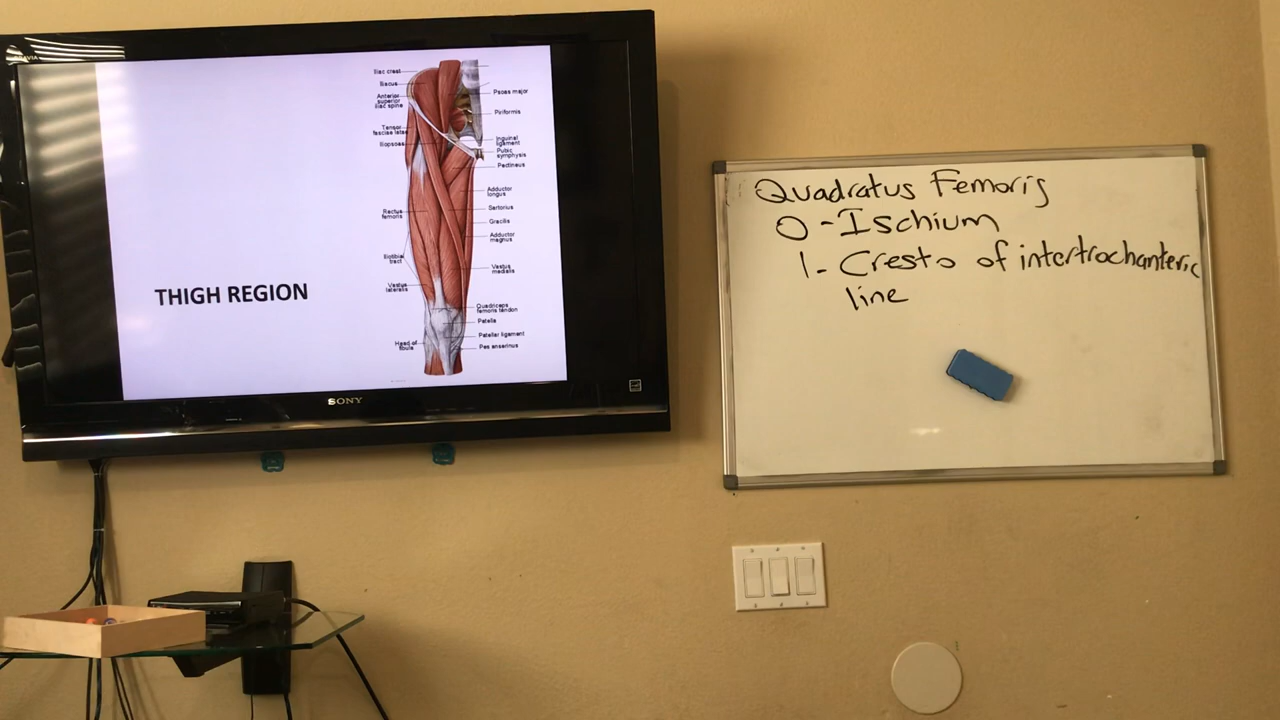 Iliac crest
Iliacus
Anterior
superior
iliac spine
Tensor
fasciae latae
Iliopsoas
Rectus
femoris
Iliotibial
tract
Vastus
lateralis
Head of
fibula
Psoas major
Piriformis
Inguinal
ligament
Pubic
symphysis
Pectineus
Adductor
longus
Sartorius
Gracilis
Adductor
magnus
Vastus
medialis
Quadriceps
femoris tendon
Patella
Patellar ligament
Pes anserinus
THIGH REGION
SONY
Quadratus Femoris
O-Ischium
I- Cresto of intertrochanteric
line